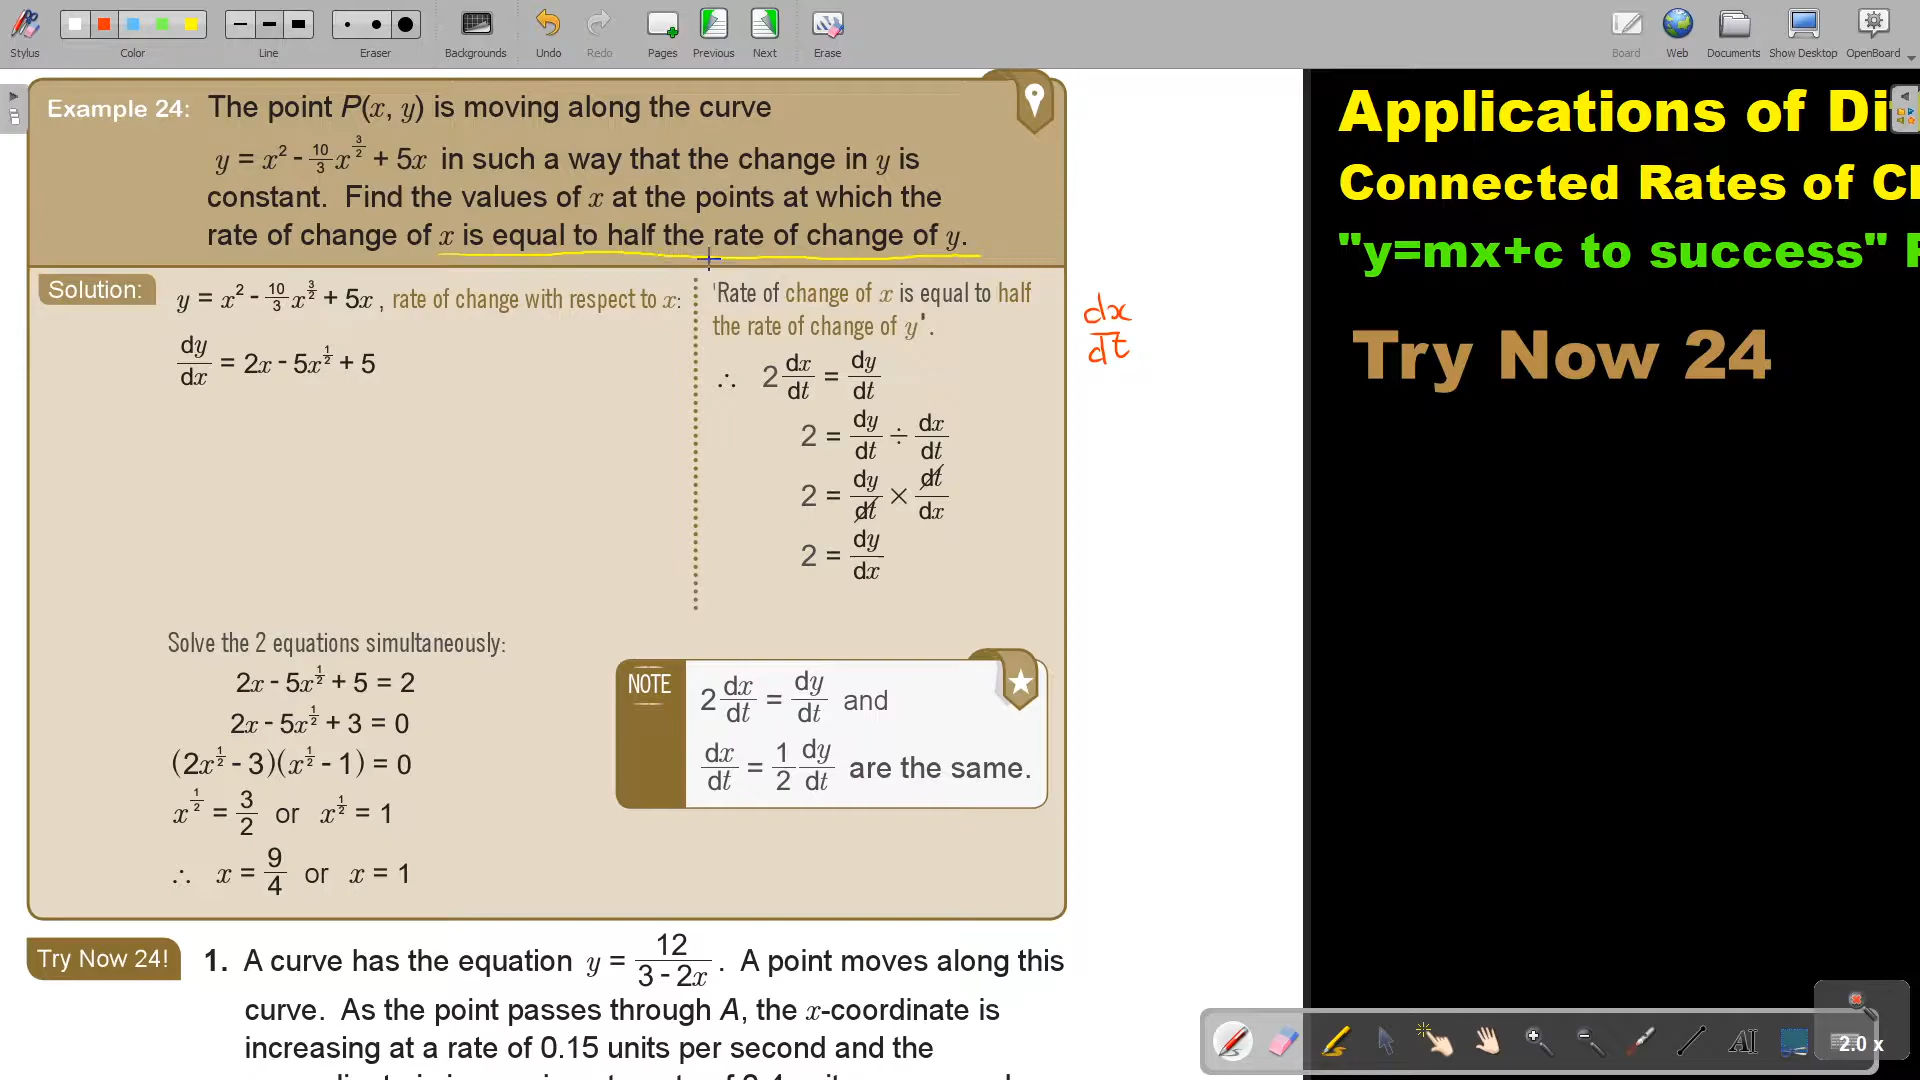 Stylus Color Line Eraser Backgrounds Undo Redo Pages Previous Next Erase Board Web Documents Show Desktop OpenBoard
Example 24: The point P(x, y) is moving along the curve
y = x² - 10/3 x^(3/2) + 5x in such a way that the change in y is
constant. Find the values of x at the points at which the
rate of change of x is equal to half the rate of change of y.
Solution: y = x² - 10/3 x^(3/2) + 5x , rate of change with respect to x:
dy/dx = 2x - 5x^(1/2) + 5
'Rate of change of x is equal to half
the rate of change of y'.
∴ 2 dx/dt = dy/dt
2 = dy/dt ÷ dx/dt
2 = dy/dt × dt/dx
2 = dy/dx
dx/dt
Solve the 2 equations simultaneously:
2x - 5x^(1/2) + 5 = 2
2x - 5x^(1/2) + 3 = 0
(2x^(1/2) - 3)(x^(1/2) - 1) = 0
x^(1/2) = 3/2 or x^(1/2) = 1
∴ x = 9/4 or x = 1
NOTE
2 dx/dt = dy/dt and
dx/dt = 1/2 dy/dt are the same.
Try Now 24! 1. A curve has the equation y = 12/(3 - 2x) . A point moves along this
curve. As the point passes through A, the x-coordinate is
increasing at a rate of 0.15 units per second and the
Applications of Di
Connected Rates of
"y=mx+c to success"
Try Now 24
2.0 x